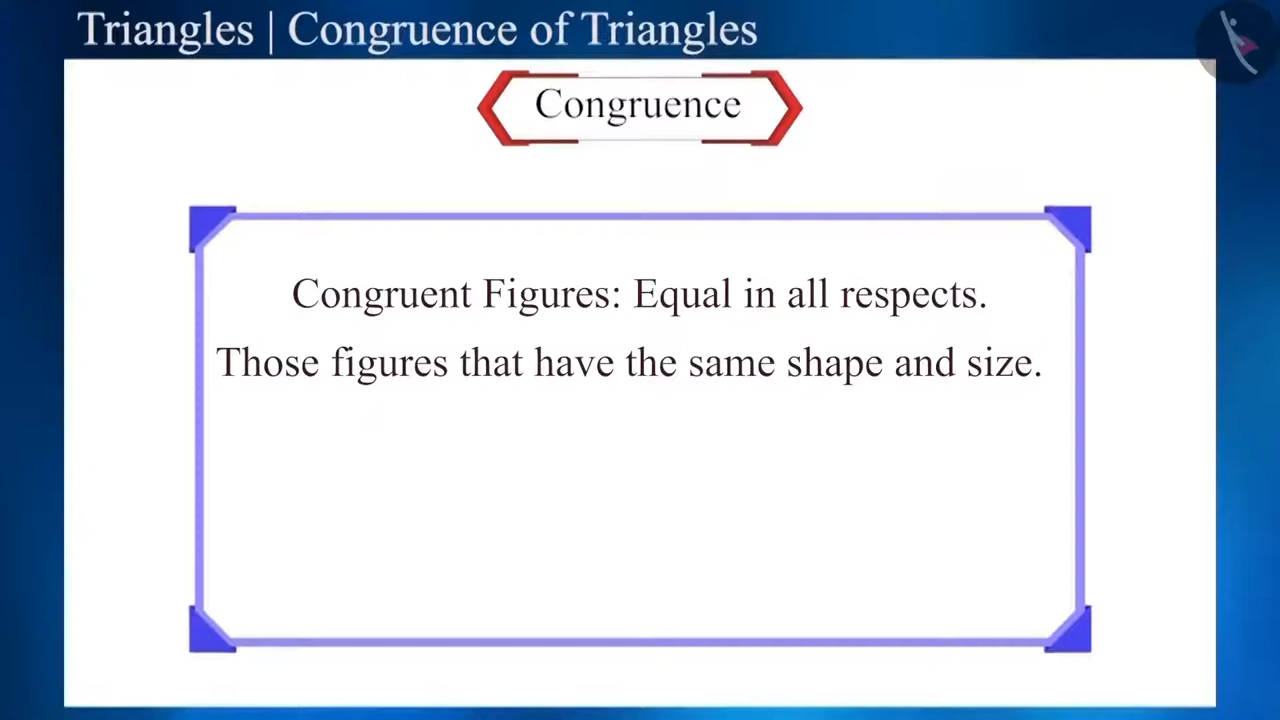 Triangles | Congruence of Triangles
Congruence
Congruent Figures: Equal in all respects.
Those figures that have the same shape and size.